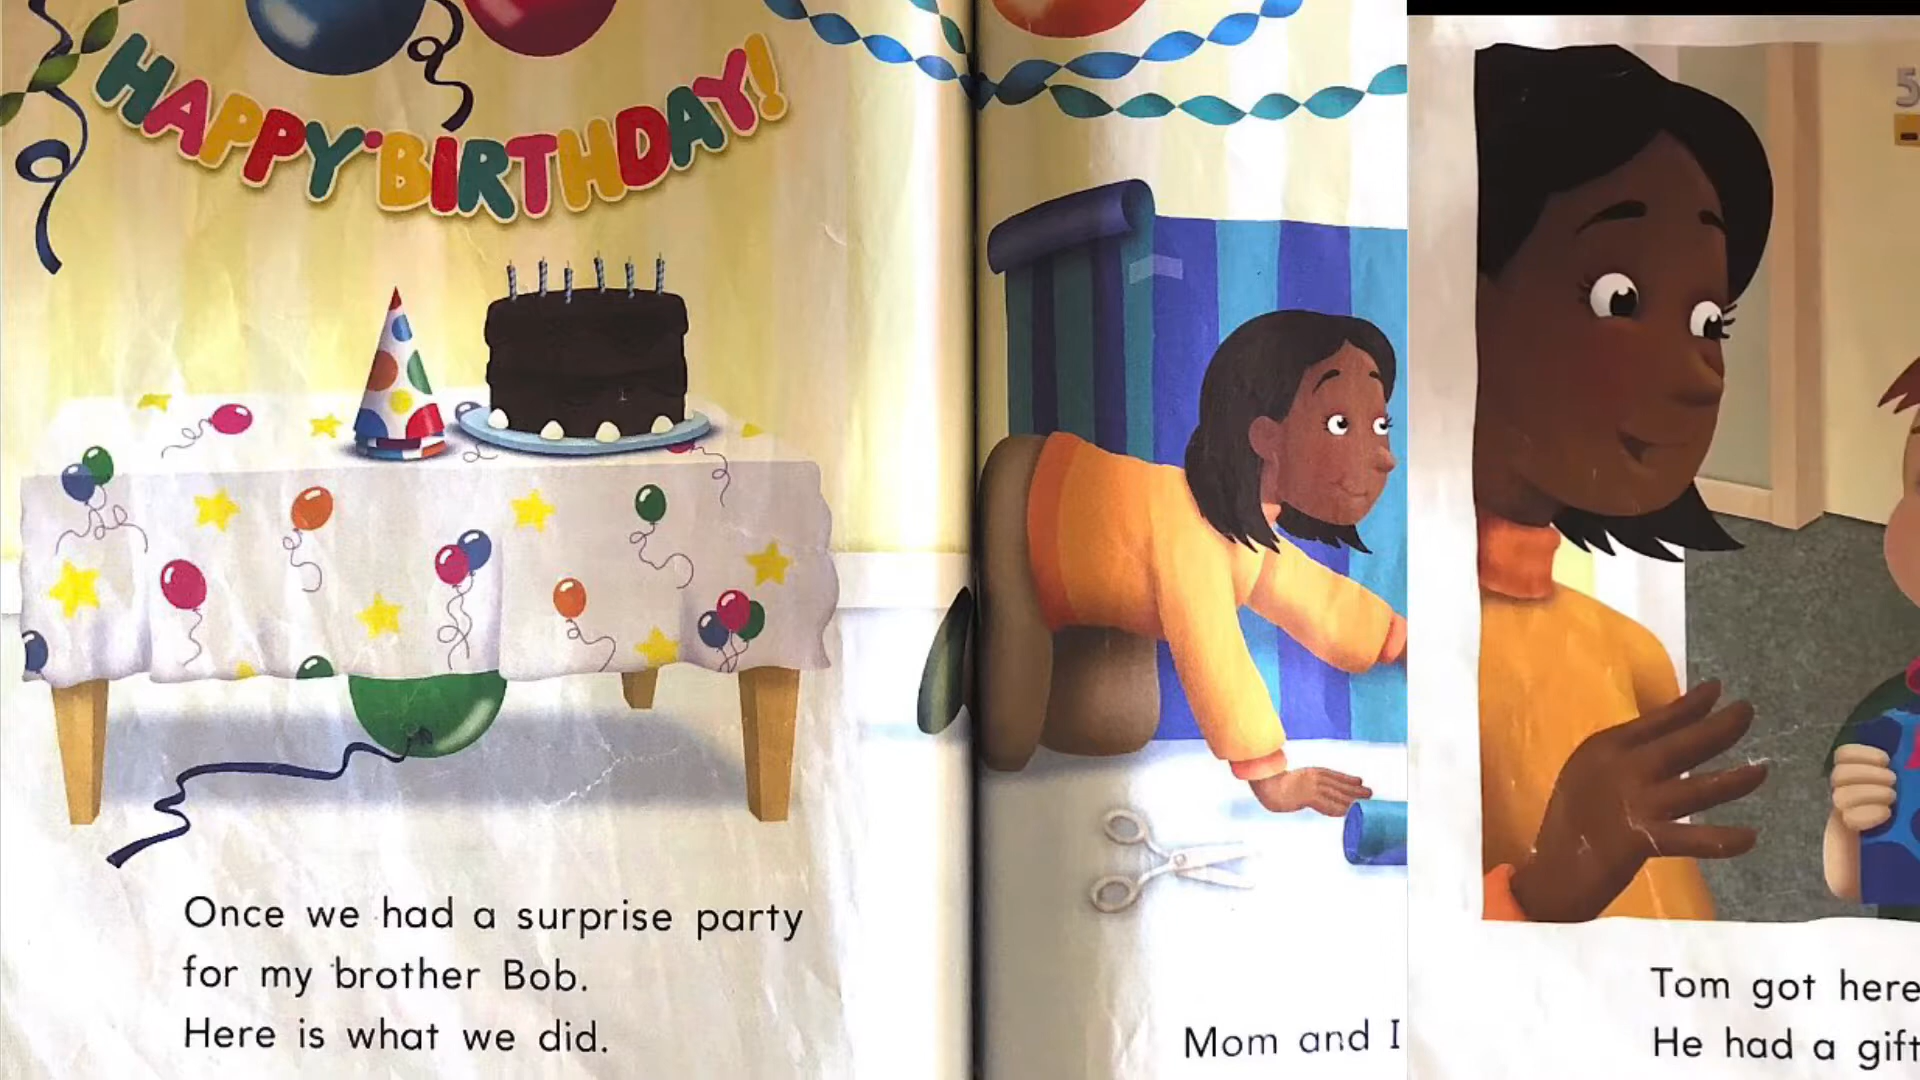 HAPPY BIRTHDAY!
Once we had a surprise party
for my brother Bob.
Here is what we did.
Mom and I
5
Tom got here
He had a gift